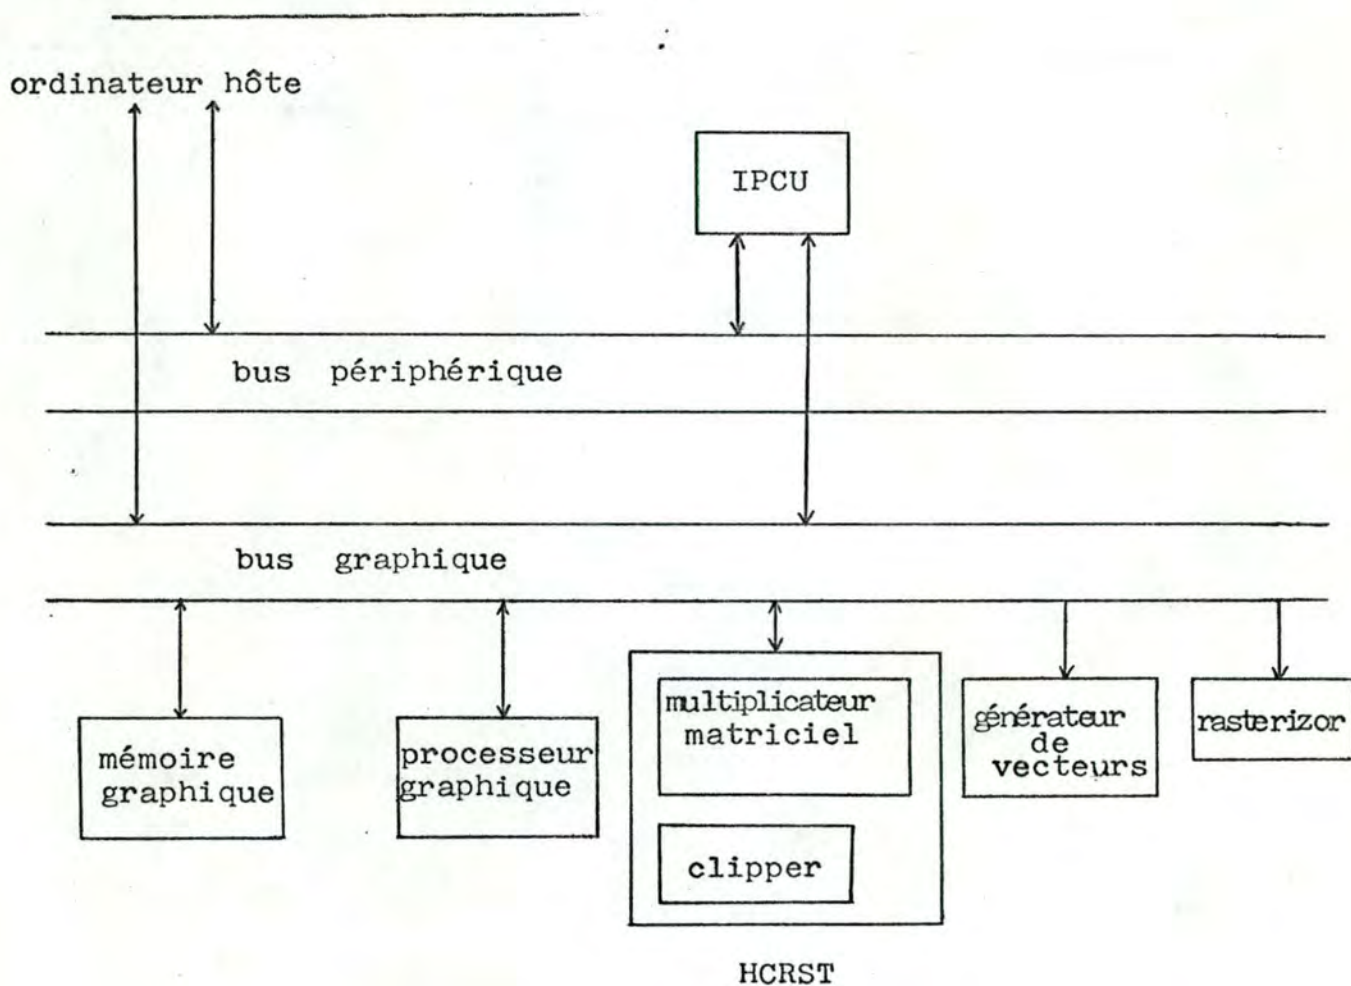 ordinateur hôte
IPCU
bus périphérique
bus graphique
mémoire
graphique
processeur
graphique
multiplicateur
matriciel
clipper
générateur
de
vecteurs
rasterizor
HCRST